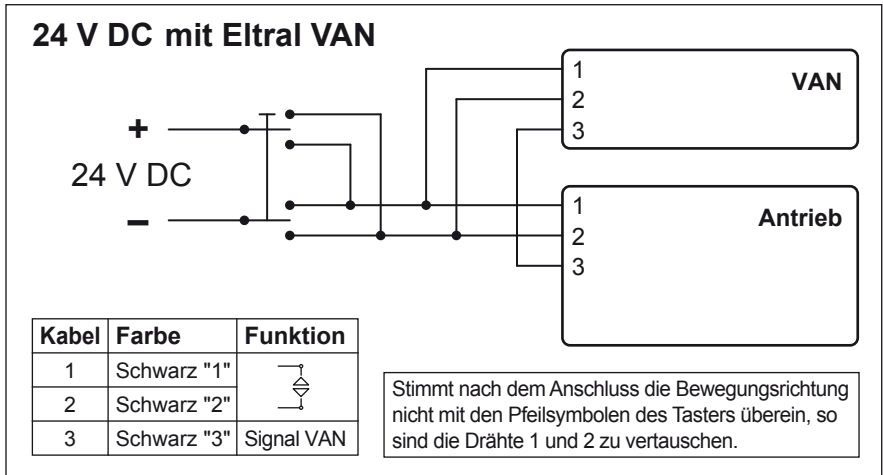 24 V DC mit Eltral VAN
+
24 V DC
–
1
2
3
VAN
1
2
3
Antrieb
Kabel Farbe Funktion
1 Schwarz "1"
2 Schwarz "2"
3 Schwarz "3" Signal VAN
Stimmt nach dem Anschluss die Bewegungsrichtung
nicht mit den Pfeilsymbolen des Tasters überein, so
sind die Drähte 1 und 2 zu vertauschen.